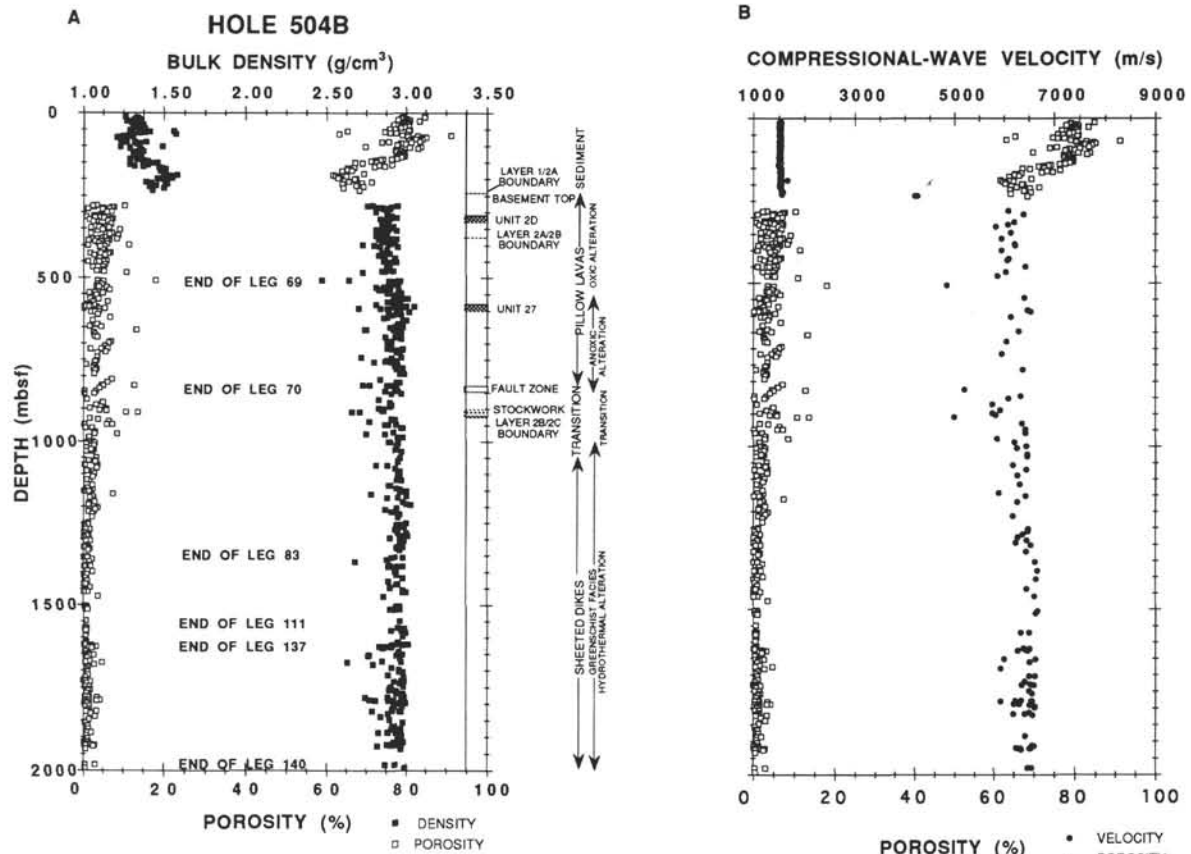 A
HOLE 504B
BULK DENSITY (g/cm³)
1.00 1.50 2.00 2.50 3.00 3.50
0
500
1000
1500
2000
DEPTH (mbsf)
END OF LEG 69
END OF LEG 70
END OF LEG 83
END OF LEG 111
END OF LEG 137
END OF LEG 140
LAYER 1/2A
BOUNDARY
BASEMENT TOP
UNIT 2D
LAYER 2A/2B
BOUNDARY
UNIT 27
FAULT ZONE
STOCKWORK
LAYER 2B/2C
BOUNDARY
SEDIMENT
PILLOW LAVAS
TRANSITION
SHEETED DIKES
OXIC ALTERATION
ANOXIC
ALTERATION
TRANSITION
GREENSCHIST FACIES
HYDROTHERMAL ALTERATION
0 20 40 60 80 100
POROSITY (%)
DENSITY
POROSITY
B
COMPRESSIONAL-WAVE VELOCITY (m/s)
1000 3000 5000 7000 9000
0 20 40 60 80 100
POROSITY (%)
VELOCITY